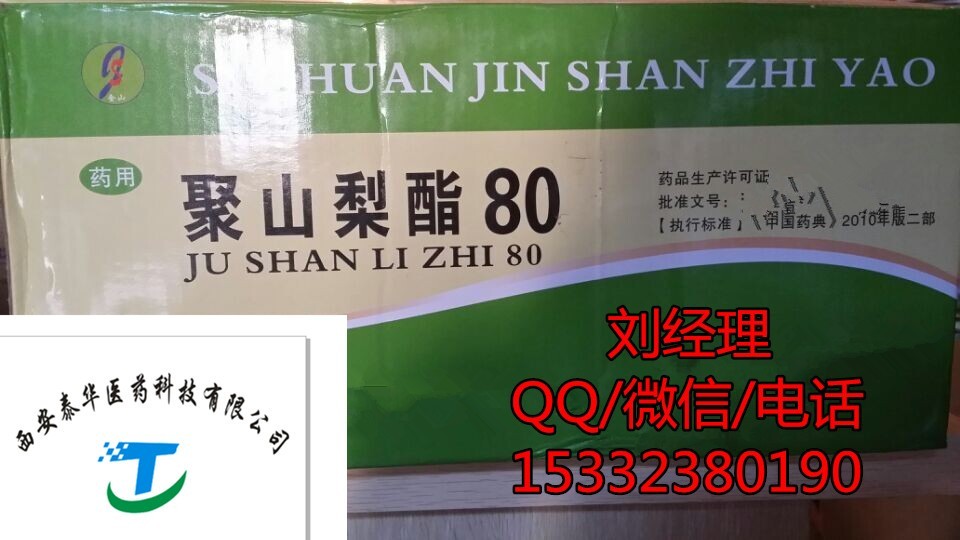 金山
S CHUAN JIN SHAN ZHI YAO
药用
聚山梨酯80
JU SHAN LI ZHI 80
药品生产许可证
批准文号：
【执行标准】《中国药典》2010年版二部
刘经理
QQ/微信/电话
15332380190
西安泰华医药科技有限公司